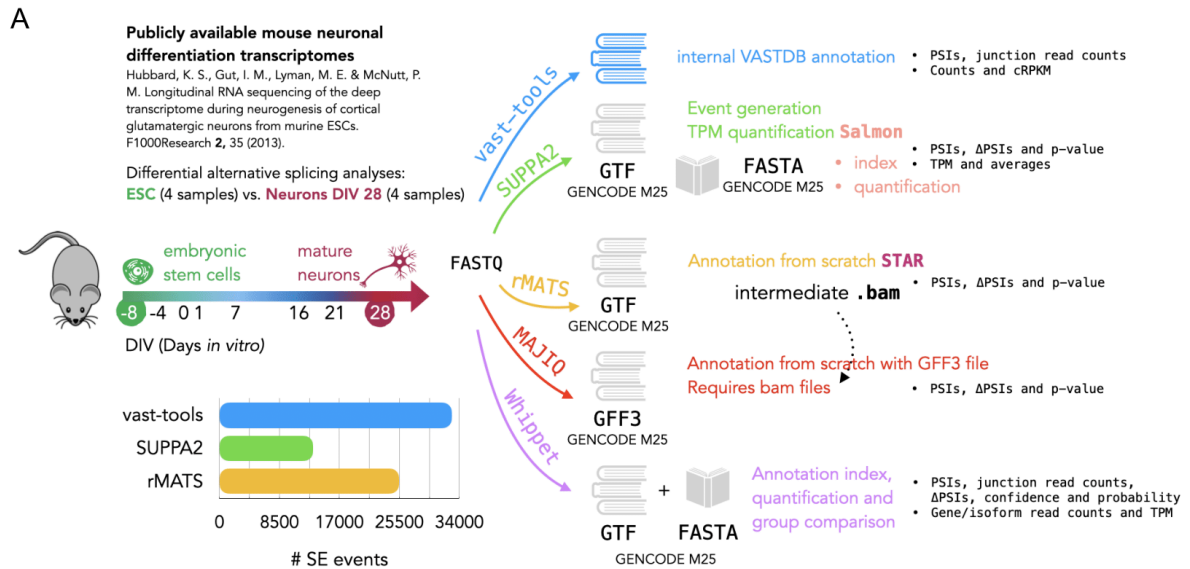 A
Publicly available mouse neuronal
differentiation transcriptomes
Hubbard, K. S., Gut, I. M., Lyman, M. E. & McNutt, P.
M. Longitudinal RNA sequencing of the deep
transcriptome during neurogenesis of cortical
glutamatergic neurons from murine ESCs.
F1000Research 2, 35 (2013).
Differential alternative splicing analyses:
ESC (4 samples) vs. Neurons DIV 28 (4 samples)
embryonic
stem cells
mature
neurons
-8 -4 0 1 7 16 21 28
DIV (Days in vitro)
FASTQ
vast-tools
internal VASTDB annotation
• PSIs, junction read counts
• Counts and cRPKM
SUPPA2
GTF
GENCODE M25
Event generation
TPM quantification Salmon
FASTA
GENCODE M25
• index
• quantification
• PSIs, ΔPSIs and p-value
• TPM and averages
rMATS
GTF
GENCODE M25
Annotation from scratch STAR
intermediate .bam
• PSIs, ΔPSIs and p-value
MAJIQ
GFF3
GENCODE M25
Annotation from scratch with GFF3 file
Requires bam files
• PSIs, ΔPSIs and p-value
Whippet
GTF
+
FASTA
GENCODE M25
Annotation index,
quantification and
group comparison
• PSIs, junction read counts,
ΔPSIs, confidence and probability
• Gene/isoform read counts and TPM
vast-tools
SUPPA2
rMATS
0 8500 17000 25500 34000
# SE events